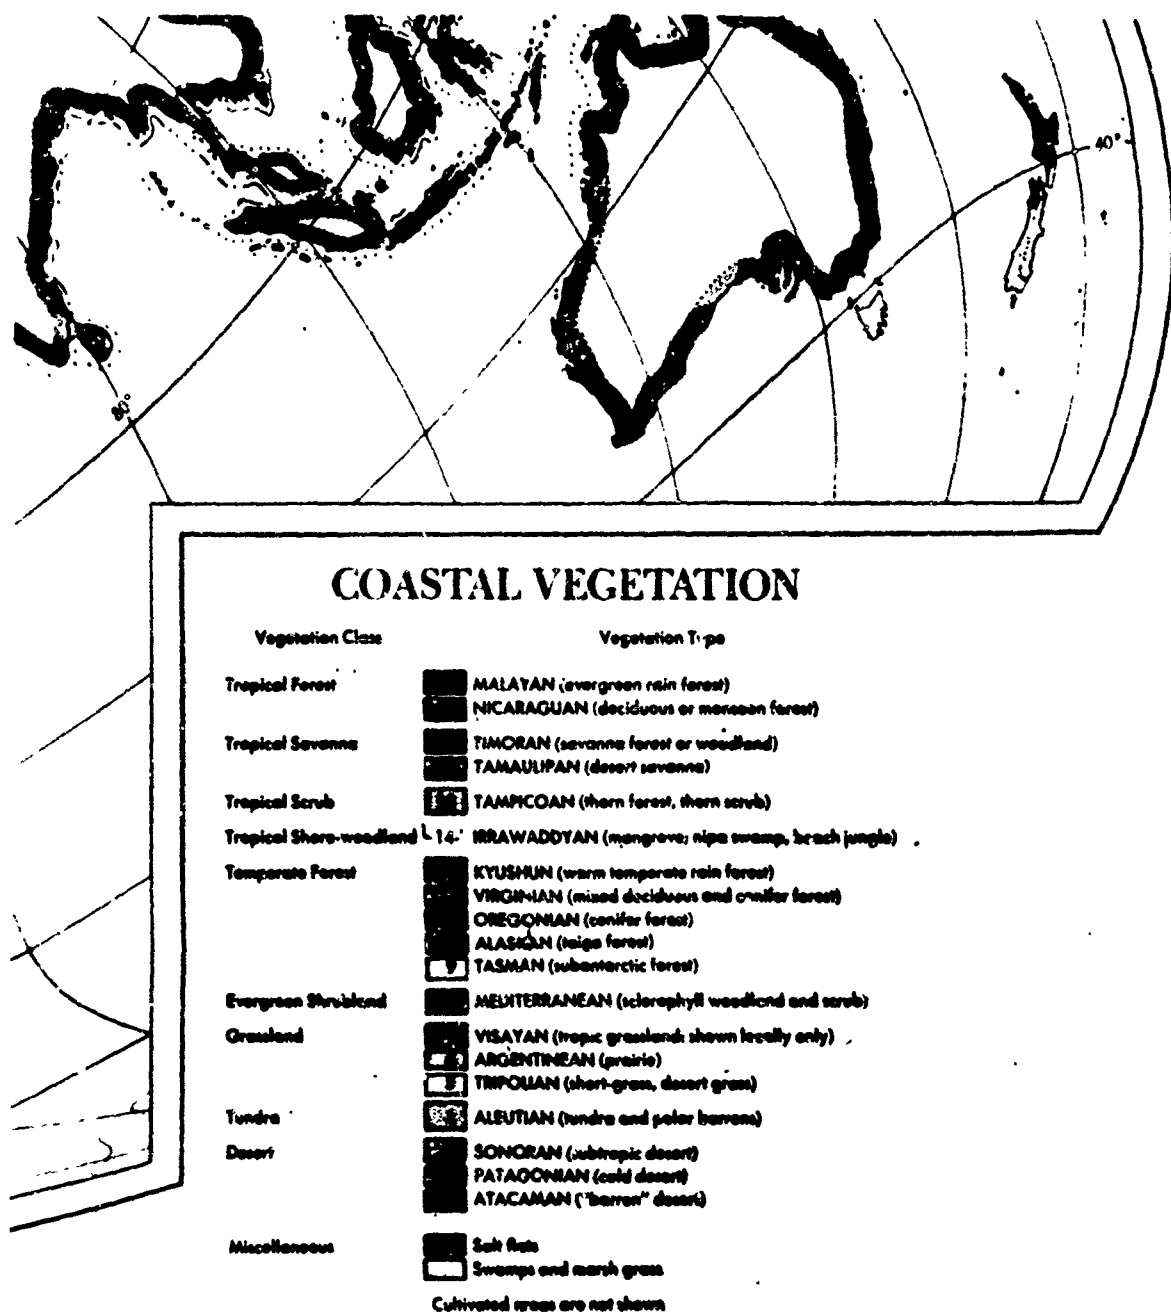 40°
80°
COASTAL VEGETATION
Vegetation Class Vegetation Type
Tropical Forest MALAYAN (evergreen rain forest)
NICARAGUAN (deciduous or monsoon forest)
Tropical Savanna TIMORAN (savanna forest or woodland)
TAMAULIPAN (desert savanna)
Tropical Scrub TAMPICOAN (thorn forest, thorn scrub)
Tropical Shore-woodland 14 IRRAWADDYAN (mangrove; nipa swamp, beach jungle)
Temperate Forest KYUSHUN (warm temperate rain forest)
VIRGINIAN (mixed deciduous and conifer forest)
OREGONIAN (conifer forest)
ALASKAN (taiga forest)
TASMAN (subantarctic forest)
Evergreen Shrubland MEDITERRANEAN (sclerophyll woodland and scrub)
Grassland VISAYAN (tropic grassland: shown locally only)
ARGENTINEAN (prairie)
TRIPOLIAN (short-grass, desert grass)
Tundra ALEUTIAN (tundra and polar barrens)
Desert SONORAN (subtropic desert)
PATAGONIAN (cold desert)
ATACAMAN ("barren" desert)
Miscellaneous Salt flats
Swamps and marsh grass
Cultivated areas are not shown